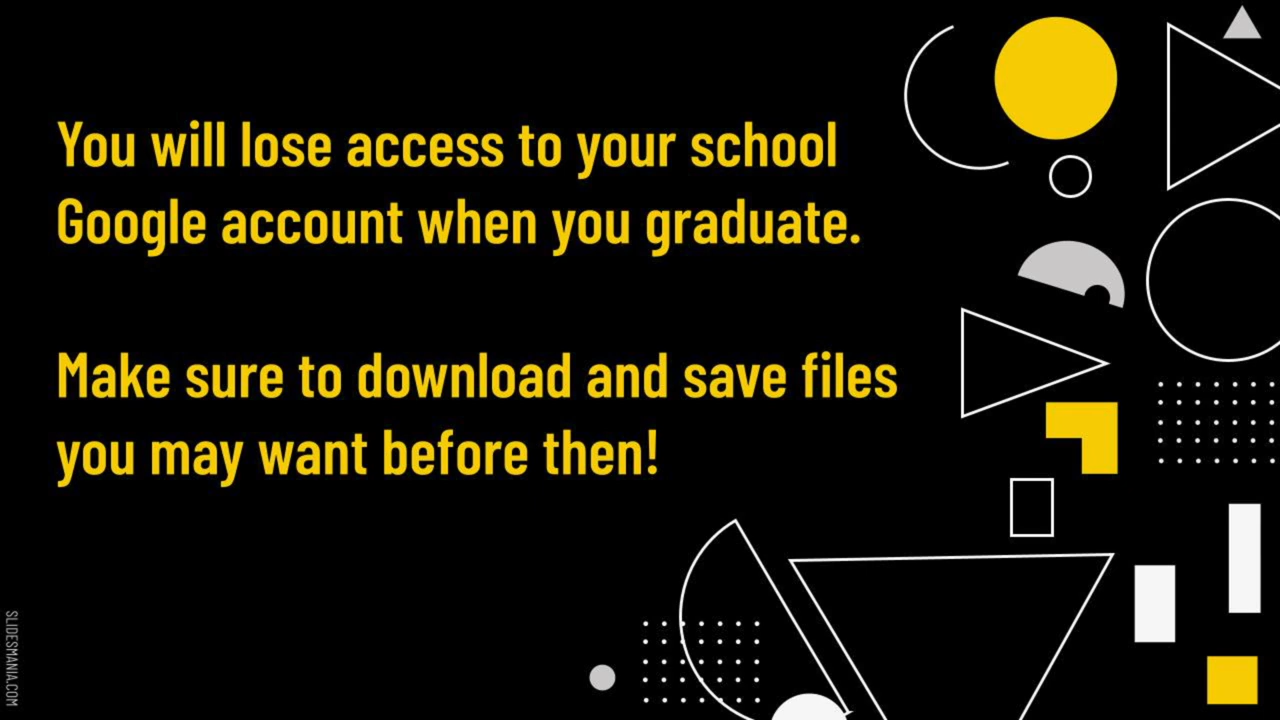 You will lose access to your school
Google account when you graduate.
Make sure to download and save files
you may want before then!
SLIDESMANIA.COM